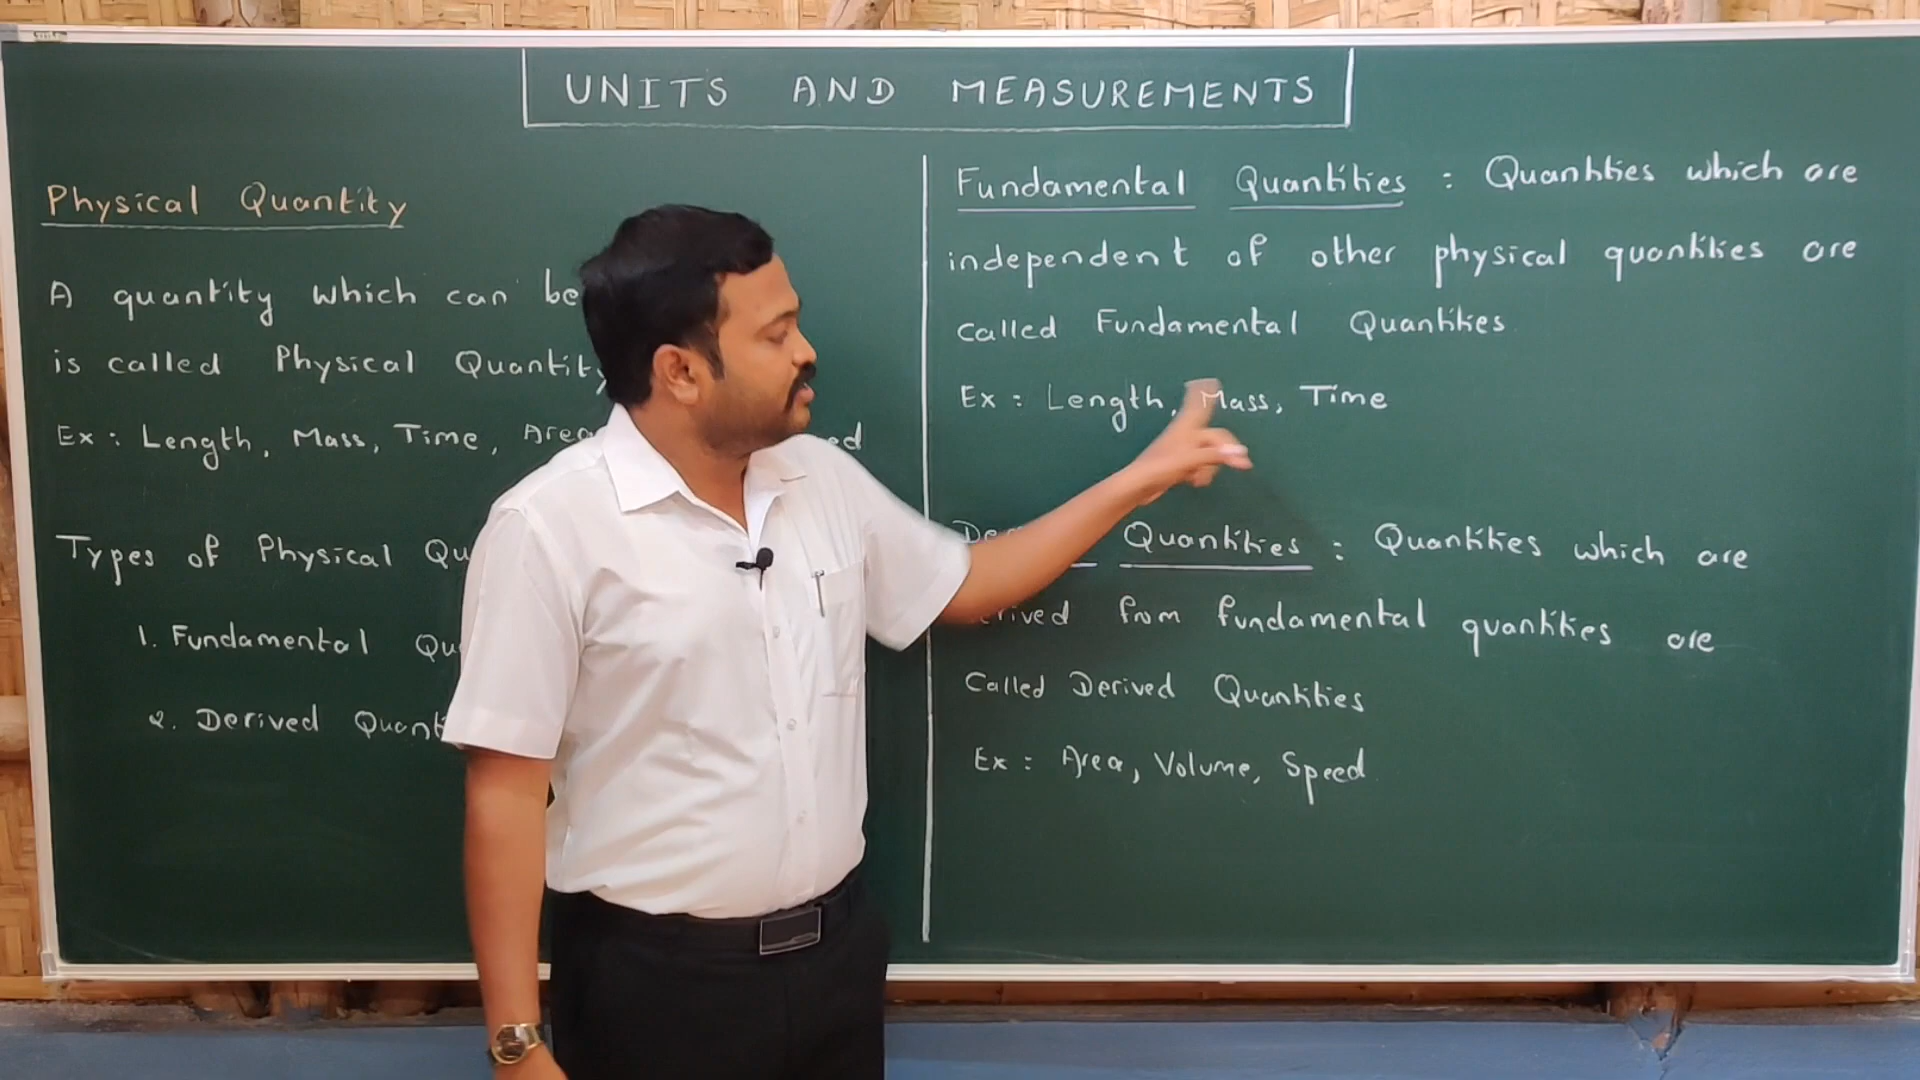 UNITS AND MEASUREMENTS
Physical Quantity
A quantity which can be
is called Physical Quantity
Ex : Length, Mass, Time, Area
Types of Physical
1. Fundamental
2. Derived
Fundamental Quantities : Quantities which are
independent of other physical quantities are
called Fundamental Quantities
Ex : Length, Mass, Time
Quantities : Quantities which are
from fundamental quantities are
Called Derived Quantities
Ex : Area, Volume, Speed